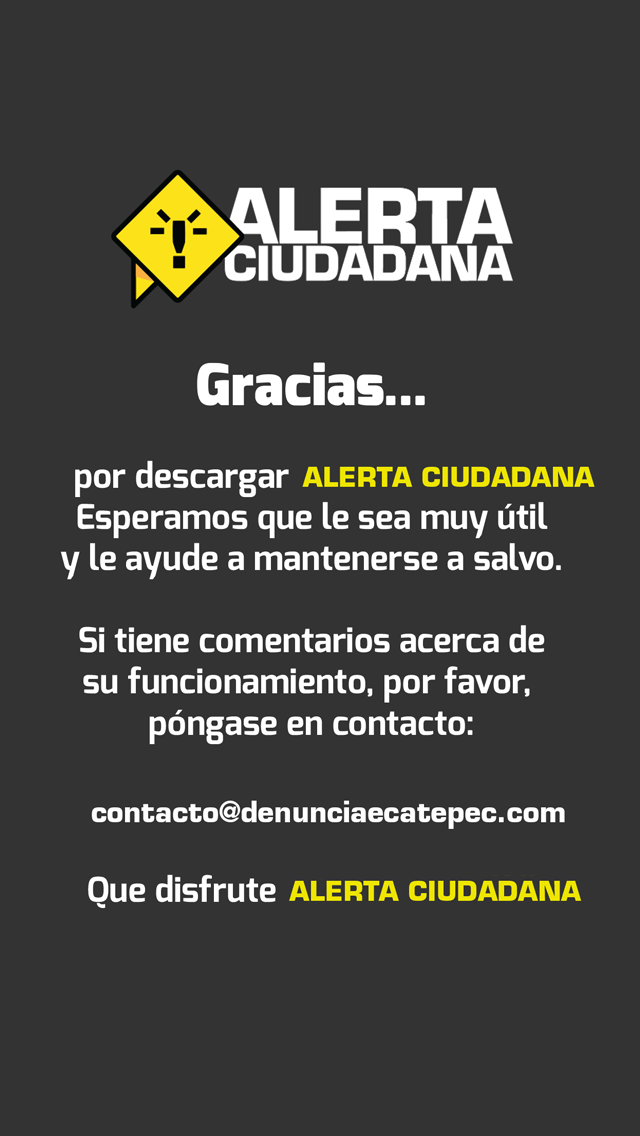 ALERTA
CIUDADANA
Gracias...
por descargar ALERTA CIUDADANA
Esperamos que le sea muy útil
y le ayude a mantenerse a salvo.
Si tiene comentarios acerca de
su funcionamiento, por favor,
póngase en contacto:
contacto@denunciaecatepec.com
Que disfrute ALERTA CIUDADANA